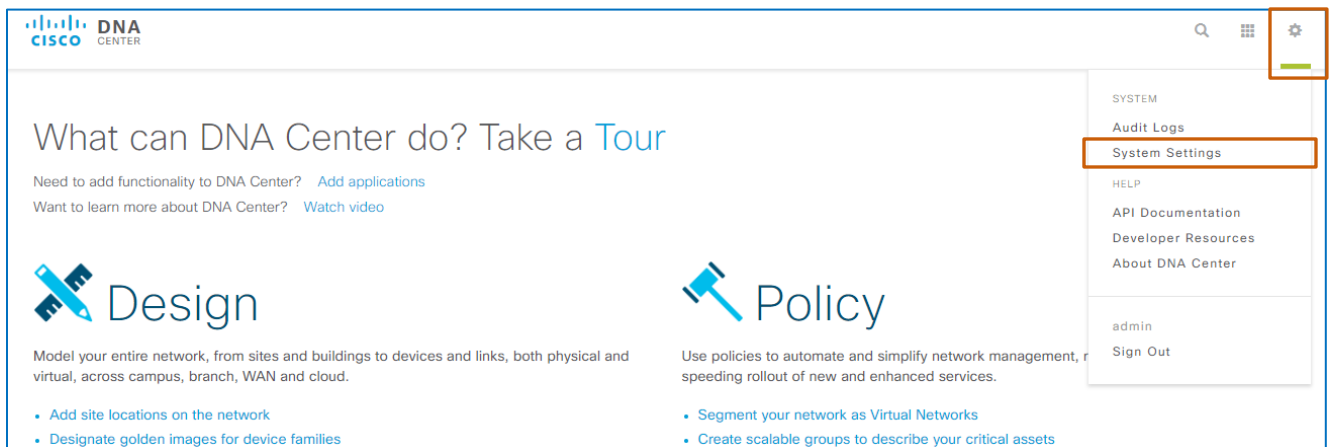 CISCO DNA CENTER
SYSTEM
Audit Logs
System Settings
HELP
API Documentation
Developer Resources
About DNA Center
admin
Sign Out
What can DNA Center do? Take a Tour
Need to add functionality to DNA Center? Add applications
Want to learn more about DNA Center? Watch video
Design
Model your entire network, from sites and buildings to devices and links, both physical and
virtual, across campus, branch, WAN and cloud.
• Add site locations on the network
• Designate golden images for device families
Policy
Use policies to automate and simplify network management,
speeding rollout of new and enhanced services.
• Segment your network as Virtual Networks
• Create scalable groups to describe your critical assets